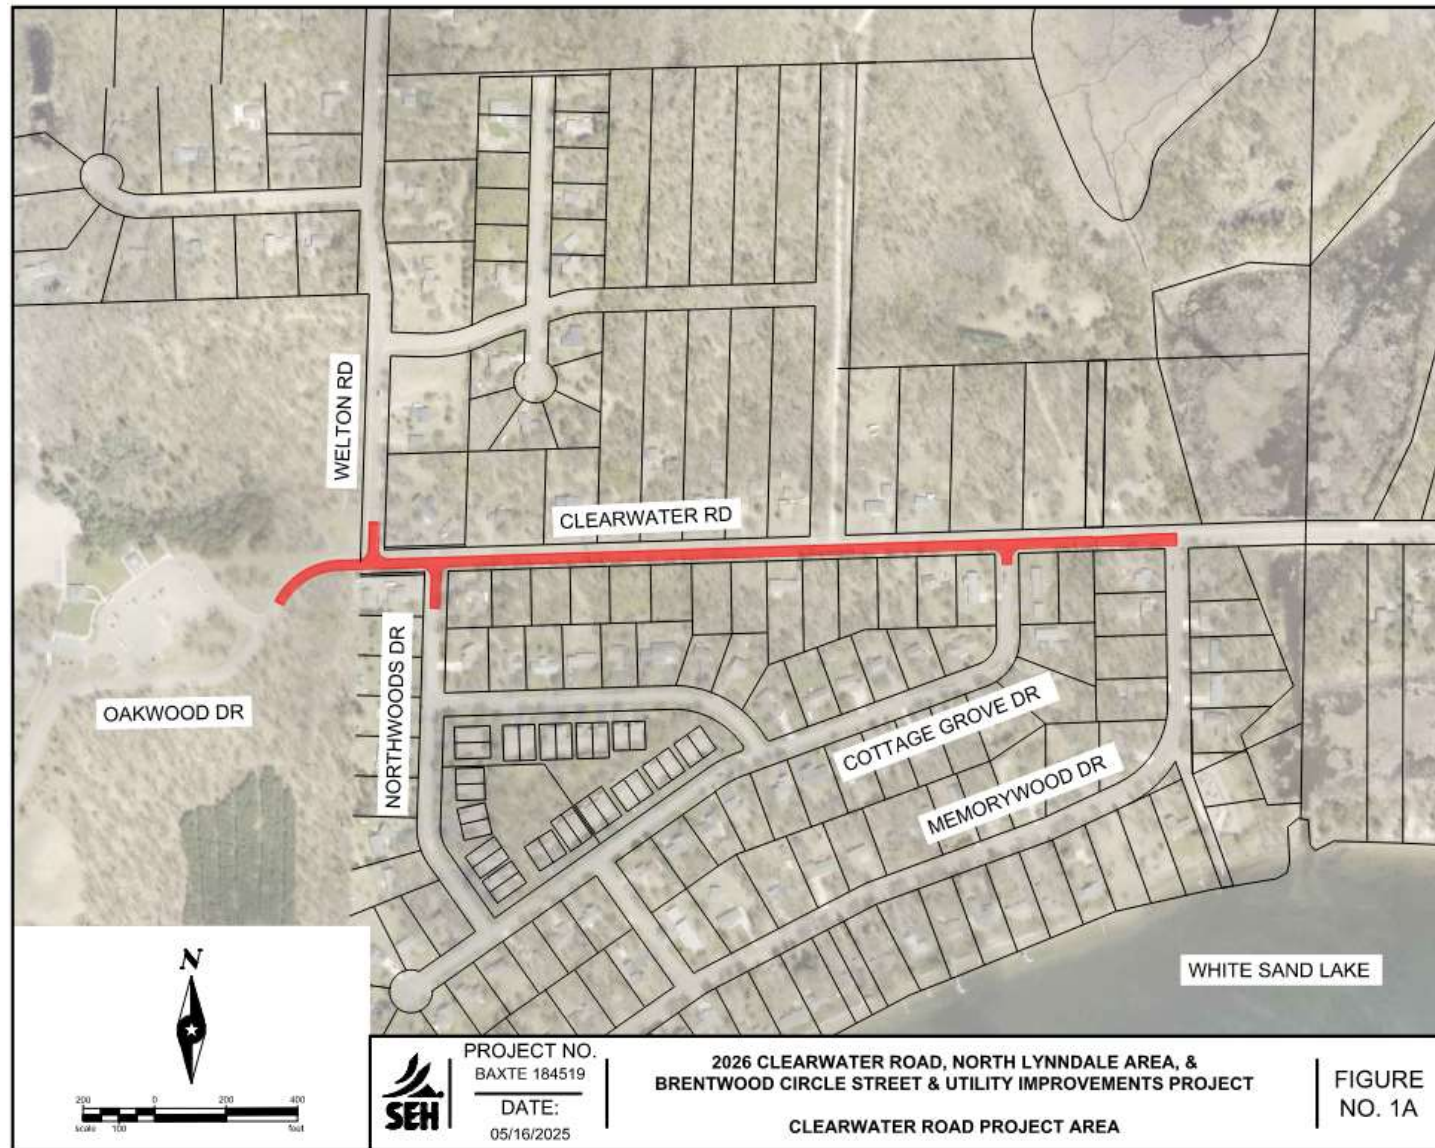 WELTON RD
CLEARWATER RD
NORTHWOODS DR
OAKWOOD DR
COTTAGE GROVE DR
MEMORYWOOD DR
WHITE SAND LAKE
N
200 0 200 400
scale 100 feet
SEH
PROJECT NO.
BAXTE 184519
DATE:
05/16/2025
2026 CLEARWATER ROAD, NORTH LYNNDALE AREA, &
BRENTWOOD CIRCLE STREET & UTILITY IMPROVEMENTS PROJECT
CLEARWATER ROAD PROJECT AREA
FIGURE
NO. 1A